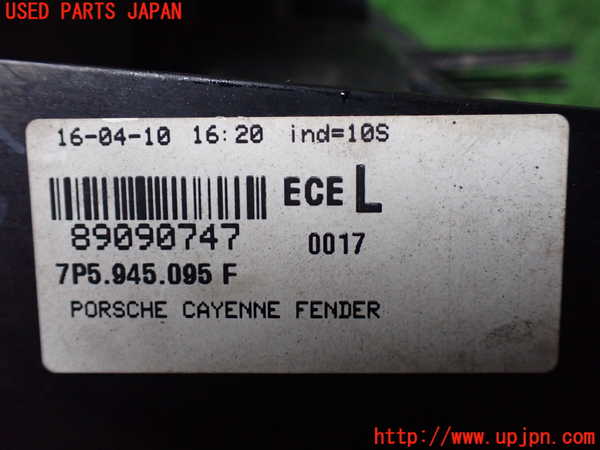 USED PARTS JAPAN
16-04-10 16:20 ind=10S
ECE L
89090747 0017
7P5.945.095 F
PORSCHE CAYENNE FENDER
http://www.upjpn.com/